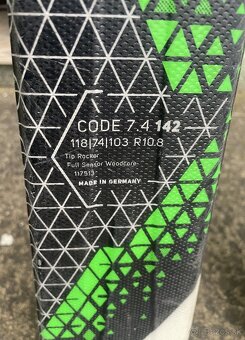 CODE 7.4 142
118|74|103 R10.8
Tip Rocker
Full Sensor Woodcore
117513
MADE IN GERMANY